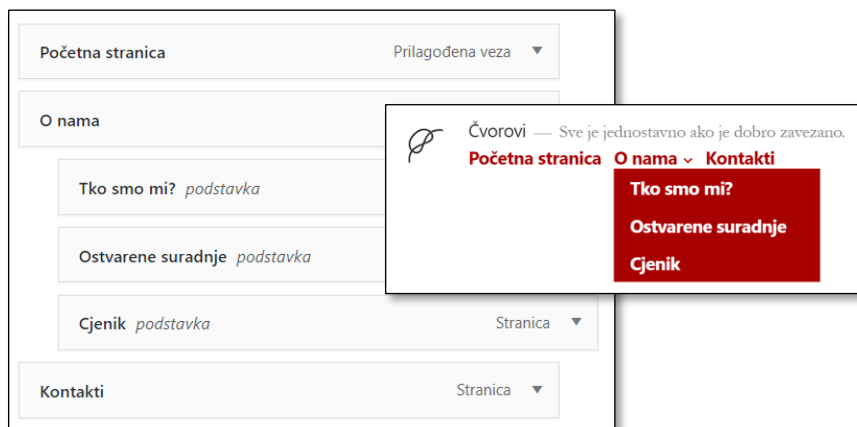 Početna stranica Prilagođena veza
O nama
Tko smo mi? podstavka
Ostvarene suradnje podstavka
Cjenik podstavka Stranica
Kontakti Stranica
Čvorovi — Sve je jednostavno ako je dobro zavezano.
Početna stranica O nama Kontakti
Tko smo mi?
Ostvarene suradnje
Cjenik